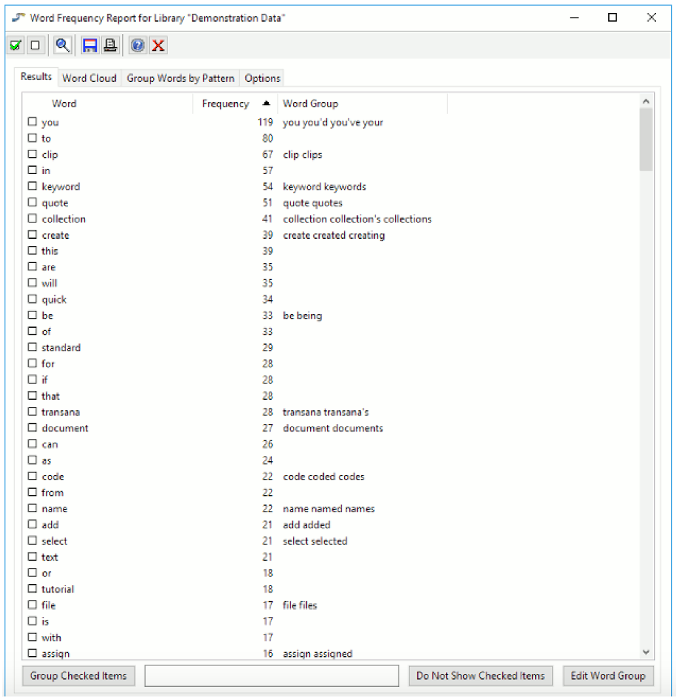 Word Frequency Report for Library "Demonstration Data"
Results Word Cloud Group Words by Pattern Options
Word Frequency Word Group
you 119 you you'd you've your
to 80
clip 67 clip clips
in 57
keyword 54 keyword keywords
quote 51 quote quotes
collection 41 collection collection's collections
create 39 create created creating
this 39
are 35
will 35
quick 34
be 33 be being
of 33
standard 29
for 28
if 28
that 28
transana 28 transana transana's
document 27 document documents
can 26
as 24
code 22 code coded codes
from 22
name 22 name named names
add 21 add added
select 21 select selected
text 21
or 18
tutorial 18
file 17 file files
is 17
with 17
assign 16 assign assigned
Group Checked Items Do Not Show Checked Items Edit Word Group